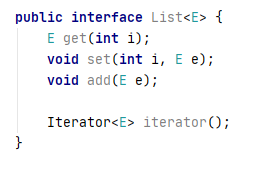 public interface List<E> {
    E get(int i);
    void set(int i, E e);
    void add(E e);

    Iterator<E> iterator();
}